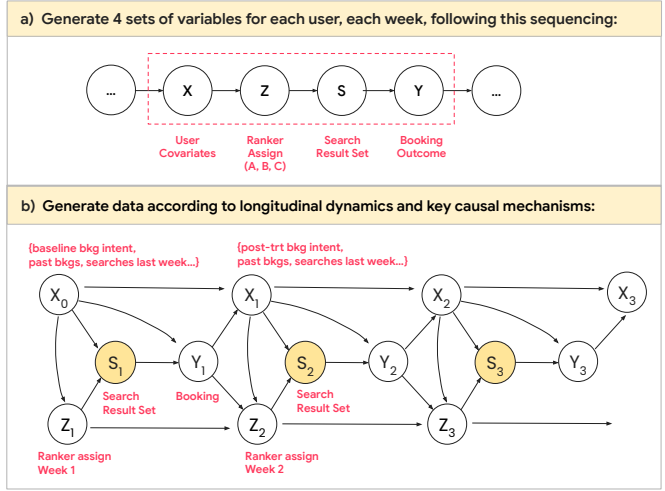 a) Generate 4 sets of variables for each user, each week, following this sequencing:
... X Z S Y ...
User Covariates
Ranker Assign (A, B, C)
Search Result Set
Booking Outcome
b) Generate data according to longitudinal dynamics and key causal mechanisms:
{baseline bkg intent,
past bkgs, searches last week...}
{post-trt bkg intent,
past bkgs, searches last week...}
X0 X1 X2 X3
S1 Y1 S2 Y2 S3 Y3
Search
Result Set
Booking
Search
Result Set
Z1 Z2 Z3
Ranker assign
Week 1
Ranker assign
Week 2